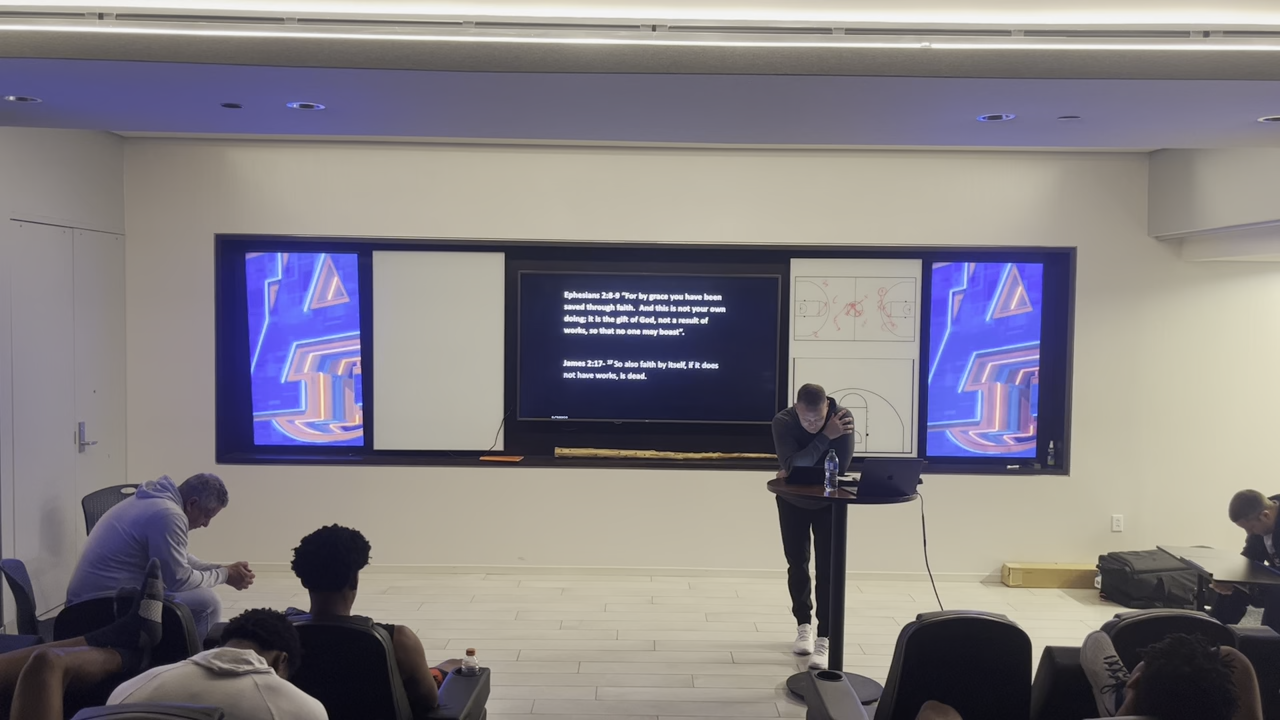 Ephesians 2:8-9 “For by grace you have been
saved through faith. And this is not your own
doing; it is the gift of God, not a result of
works, so that no one may boast”.
James 2:17- ¹⁷ So also faith by itself, if it does
not have works, is dead.